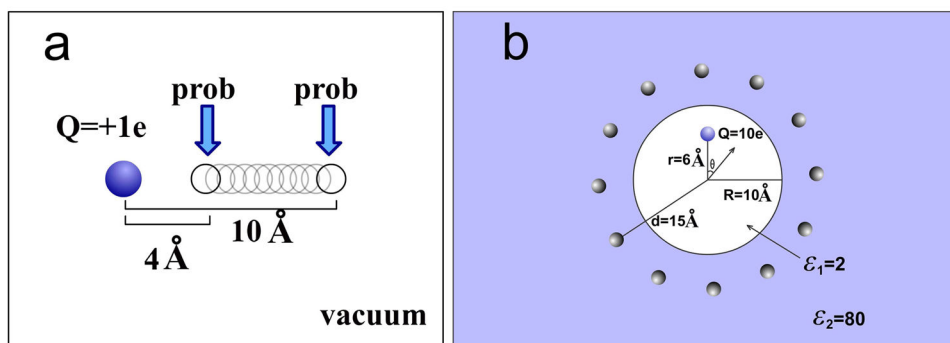 a
prob prob
Q=+1e
4 Å
10 Å
vacuum
b
Q=10e
r=6Å
θ
R=10Å
d=15Å
ε₁=2
ε₂=80